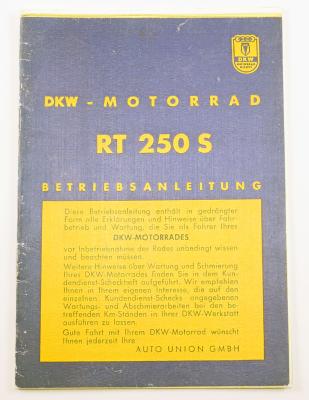 DKW
DKW - MOTORRAD
RT 250 S
BETRIEBSANLEITUNG
Diese Betriebsanleitung enthält in gedrängter
Form alle Erklärungen und Hinweise über Fahr-
betrieb und Wartung, die Sie als Fahrer Ihres
DKW-MOTORRADES
vor Inbetriebnahme des Rades unbedingt wissen
und beachten müssen.
Weitere Hinweise über Wartung und Schmierung
Ihres DKW-Motorrades finden Sie in dem Kun-
dendienst-Scheckheft aufgeführt. Wir empfehlen
Ihnen in Ihrem eigenen Interesse, die auf den
einzelnen Kundendienst-Schecks angegebenen
Wartungs- und Abschmierarbeiten bei den be-
treffenden Km-Ständen in Ihrer DKW-Werkstatt
ausführen zu lassen.
Gute Fahrt mit Ihrem DKW-Motorrad wünscht
Ihnen jederzeit Ihre
AUTO UNION GMBH